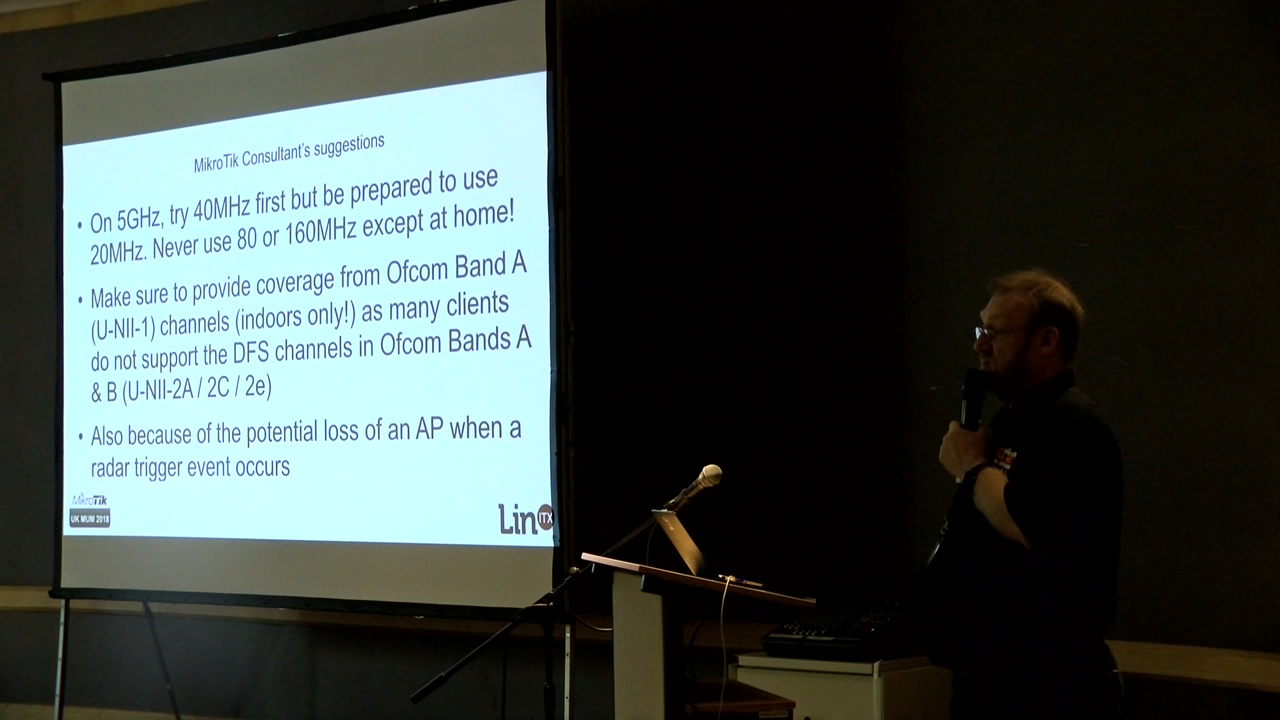 MikroTik Consultant's suggestions
• On 5GHz, try 40MHz first but be prepared to use
20MHz. Never use 80 or 160MHz except at home!
• Make sure to provide coverage from Ofcom Band A
(U-NII-1) channels (indoors only!) as many clients
do not support the DFS channels in Ofcom Bands A
& B (U-NII-2A / 2C / 2e)
• Also because of the potential loss of an AP when a
radar trigger event occurs
MikroTik
UK MUM 2018
LinITX